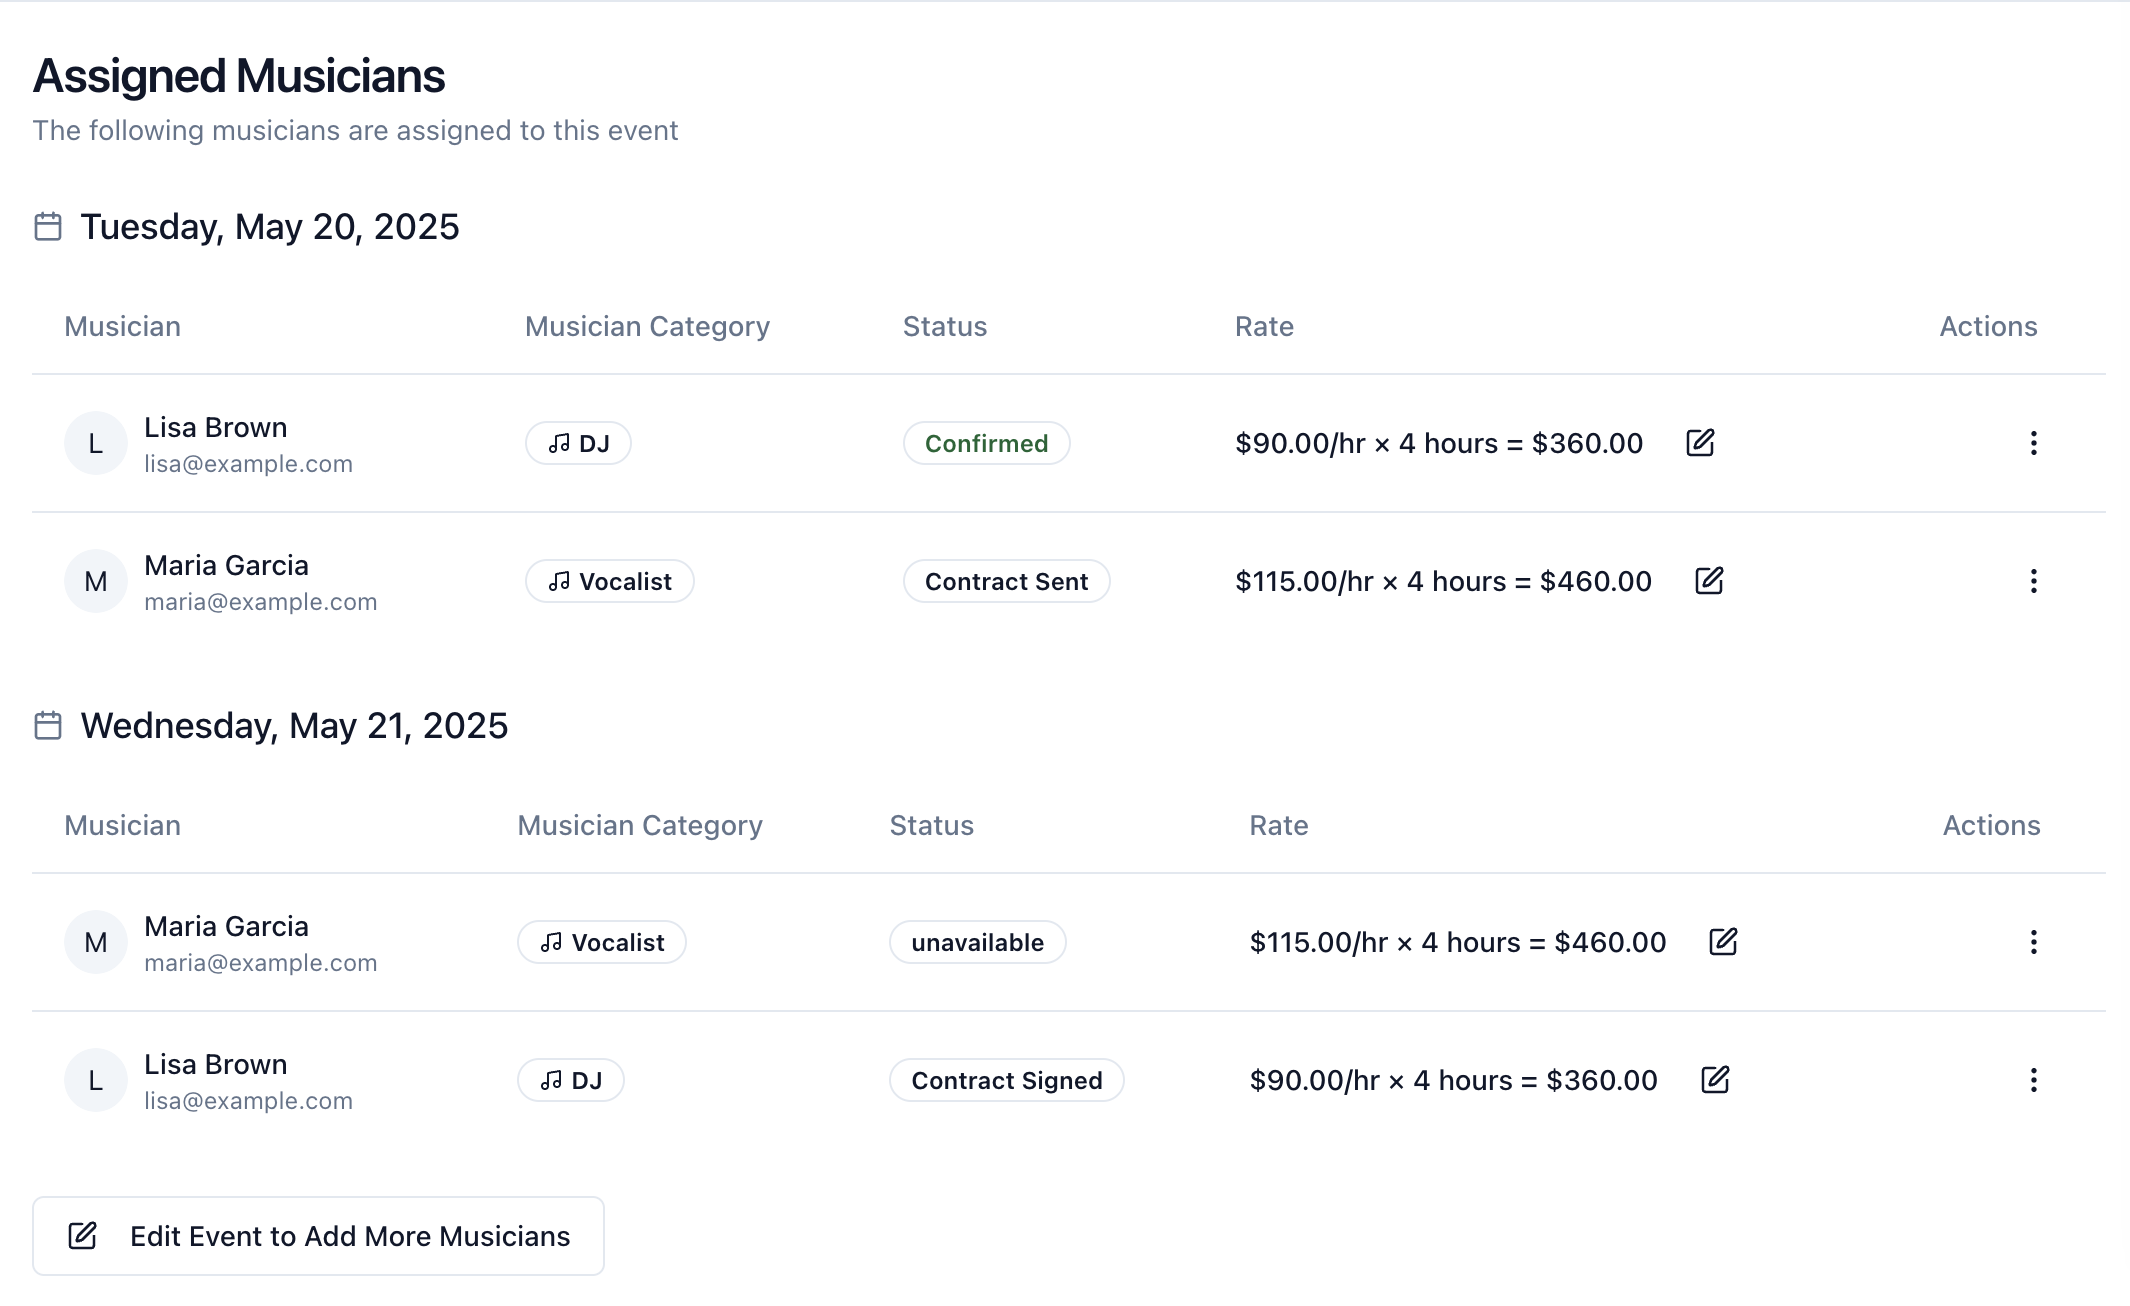 Assigned Musicians
The following musicians are assigned to this event
Tuesday, May 20, 2025
Musician Musician Category Status Rate Actions
L Lisa Brown DJ Confirmed $90.00/hr × 4 hours = $360.00
lisa@example.com
M Maria Garcia Vocalist Contract Sent $115.00/hr × 4 hours = $460.00
maria@example.com
Wednesday, May 21, 2025
Musician Musician Category Status Rate Actions
M Maria Garcia Vocalist unavailable $115.00/hr × 4 hours = $460.00
maria@example.com
L Lisa Brown DJ Contract Signed $90.00/hr × 4 hours = $360.00
lisa@example.com
Edit Event to Add More Musicians